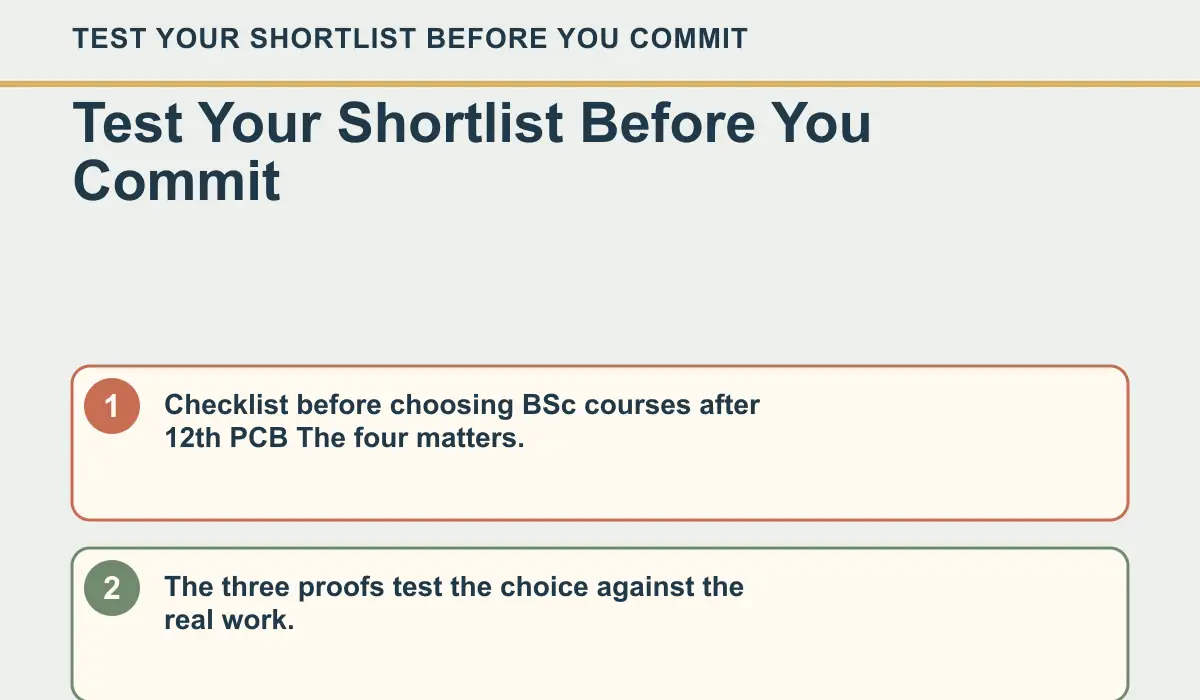 TEST YOUR SHORTLIST BEFORE YOU COMMIT
Test Your Shortlist Before You
Commit
1
Checklist before choosing BSc courses after
12th PCB The four matters.
2
The three proofs test the choice against the
real work.